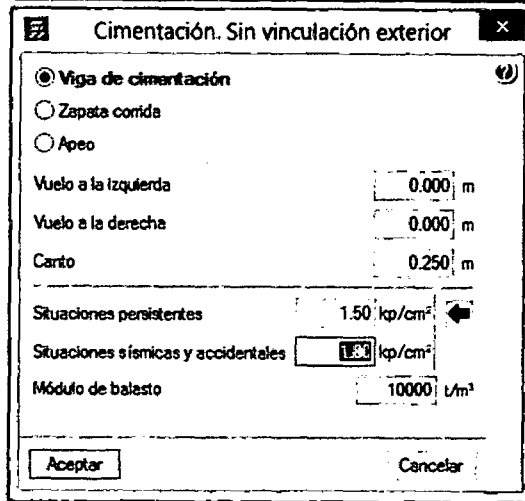 Cimentación. Sin vinculación exterior
Viga de cimentación
Zapata corrida
Apeo
Vuelo a la izquierda 0.000 m
Vuelo a la derecha 0.000 m
Canto 0.250 m
Situaciones persistentes 1.50 kp/cm²
Situaciones sísmicas y accidentales kp/cm²
Módulo de balasto 10000 t/m³
Aceptar Cancelar